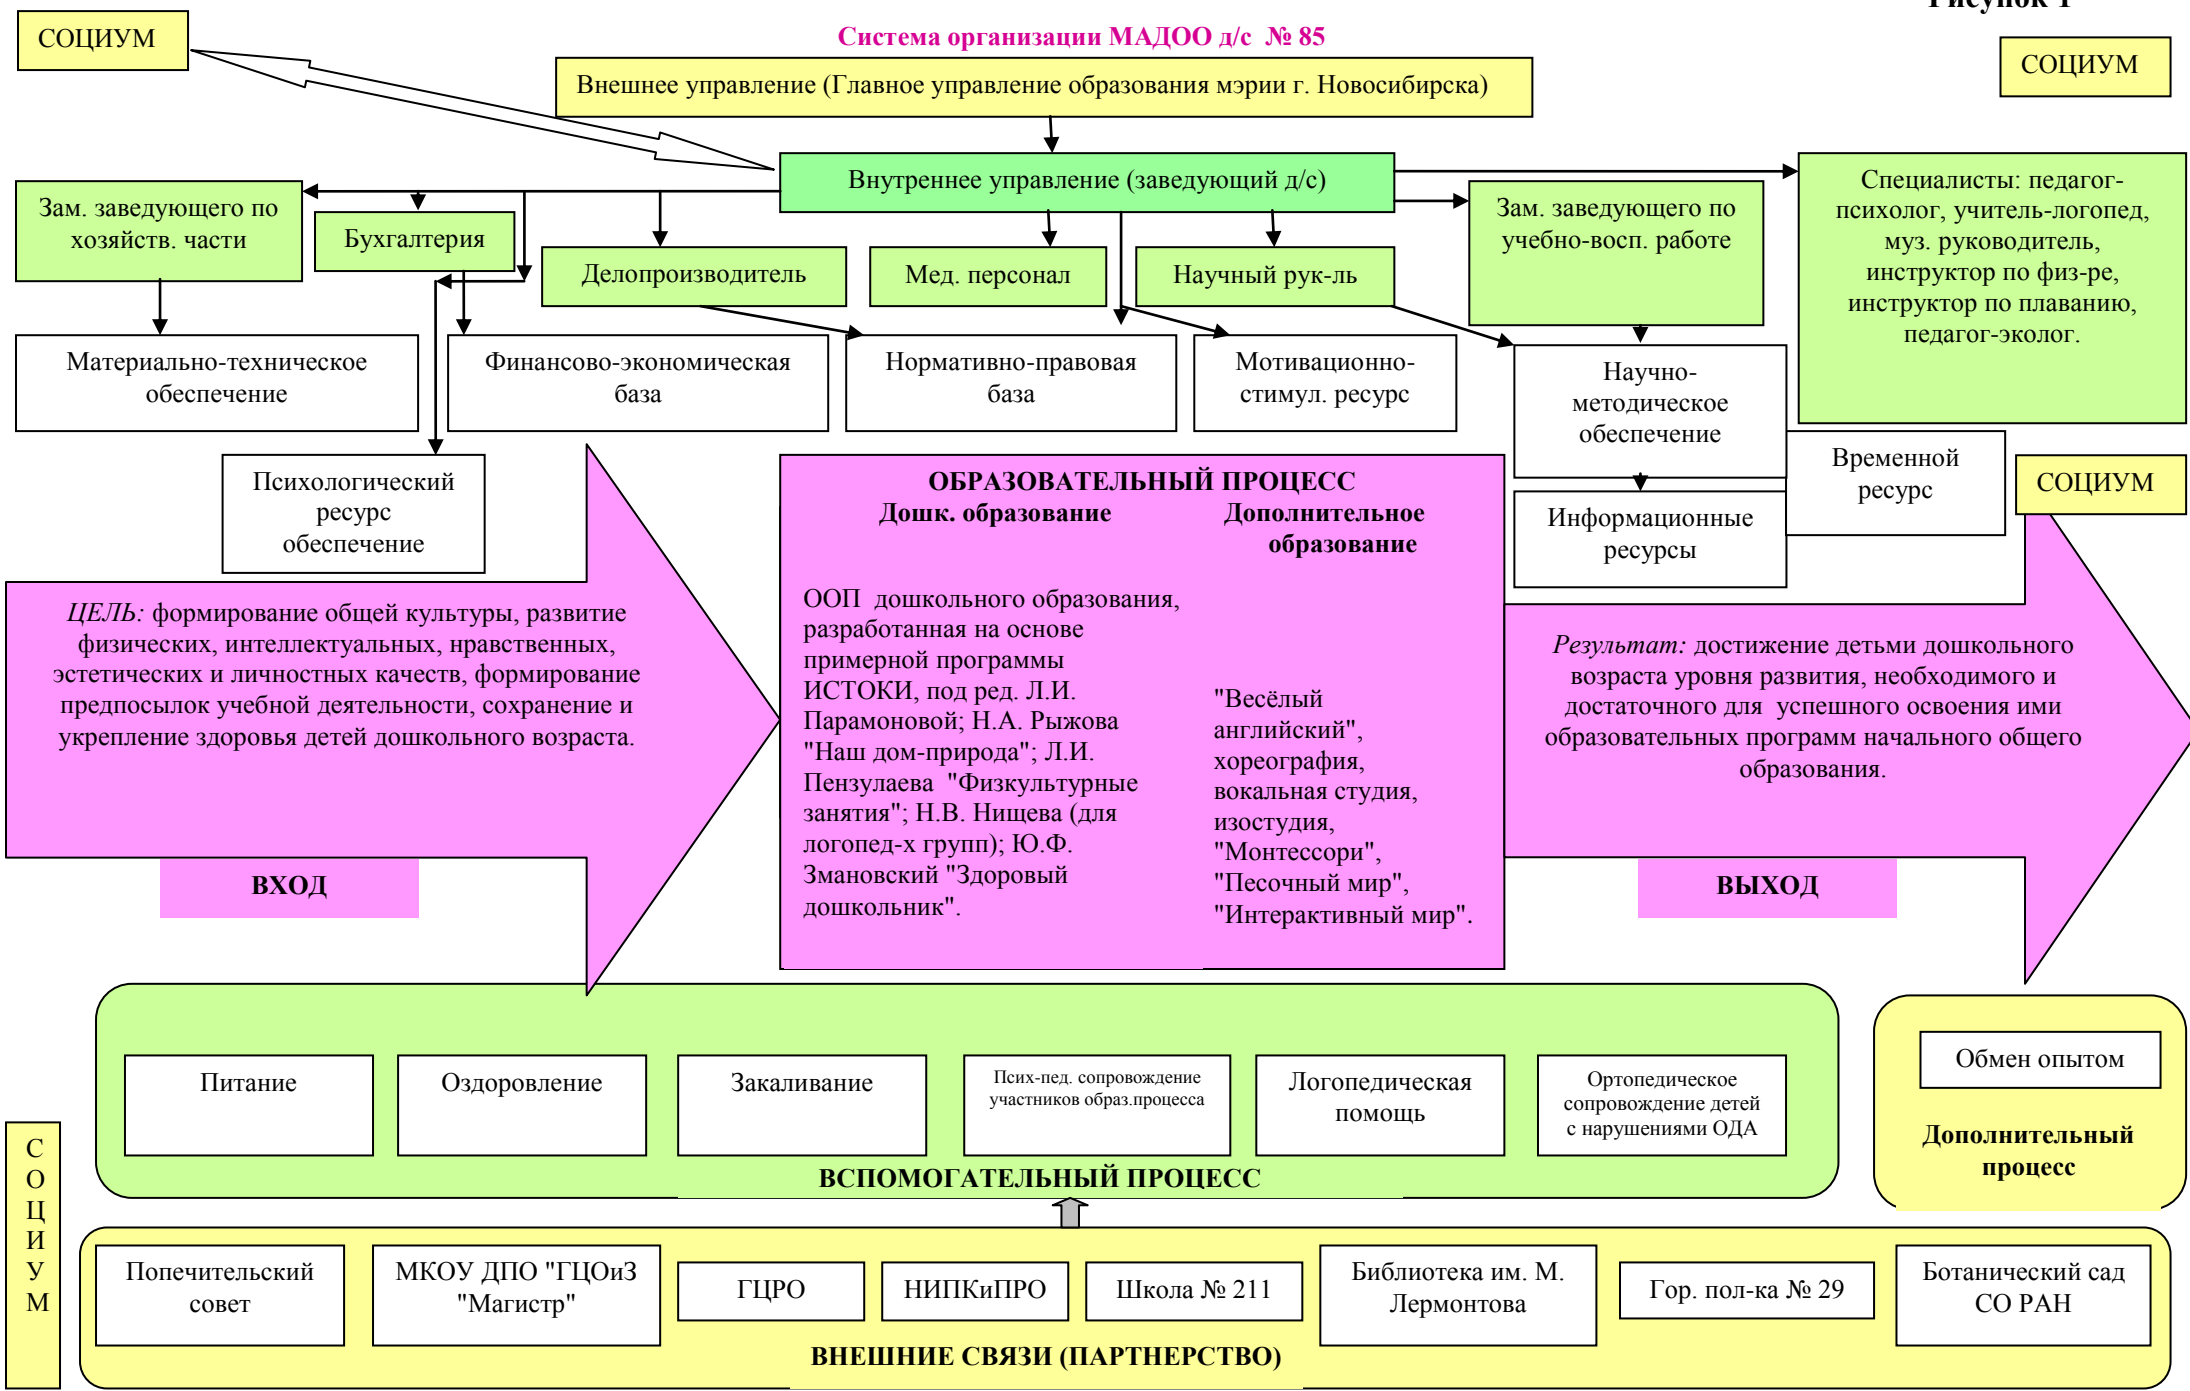 Рисунок 1
СОЦИУМ
Система организации МАДОО д/с № 85
СОЦИУМ
Внешнее управление (Главное управление образования мэрии г. Новосибирска)
Внутреннее управление (заведующий д/с)
Зам. заведующего по
хозяйств. части
Бухгалтерия
Делопроизводитель
Мед. персонал
Научный рук-ль
Зам. заведующего по
учебно-восп. работе
Специалисты: педагог-
психолог, учитель-логопед,
муз. руководитель,
инструктор по физ-ре,
инструктор по плаванию,
педагог-эколог.
Материально-техническое
обеспечение
Финансово-экономическая
база
Нормативно-правовая
база
Мотивационно-
стимул. ресурс
Научно-
методическое
обеспечение
Временной
ресурс
СОЦИУМ
Психологический
ресурс
обеспечение
Информационные
ресурсы
ЦЕЛЬ: формирование общей культуры, развитие
физических, интеллектуальных, нравственных,
эстетических и личностных качеств, формирование
предпосылок учебной деятельности, сохранение и
укрепление здоровья детей дошкольного возраста.
ВХОД
ОБРАЗОВАТЕЛЬНЫЙ ПРОЦЕСС
Дошк. образование
Дополнительное
образование
ООП дошкольного образования,
разработанная на основе
примерной программы
ИСТОКИ, под ред. Л.И.
Парамоновой; Н.А. Рыжова
"Наш дом-природа"; Л.И.
Пензулаева "Физкультурные
занятия"; Н.В. Нищева (для
логопед-х групп); Ю.Ф.
Змановский "Здоровый
дошкольник".
"Весёлый
английский",
хореография,
вокальная студия,
изостудия,
"Монтессори",
"Песочный мир",
"Интерактивный мир".
Результат: достижение детьми дошкольного
возраста уровня развития, необходимого и
достаточного для успешного освоения ими
образовательных программ начального общего
образования.
ВЫХОД
Питание
Оздоровление
Закаливание
Псих-пед. сопровождение
участников образ.процесса
Логопедическая
помощь
Ортопедическое
сопровождение детей
с нарушениями ОДА
ВСПОМОГАТЕЛЬНЫЙ ПРОЦЕСС
Обмен опытом
Дополнительный
процесс
С
О
Ц
И
У
М
Попечительский
совет
МКОУ ДПО "ГЦОиЗ
"Магистр"
ГЦРО
НИПКиПРО
Школа № 211
Библиотека им. М.
Лермонтова
Гор. пол-ка № 29
Ботанический сад
СО РАН
ВНЕШНИЕ СВЯЗИ (ПАРТНЕРСТВО)